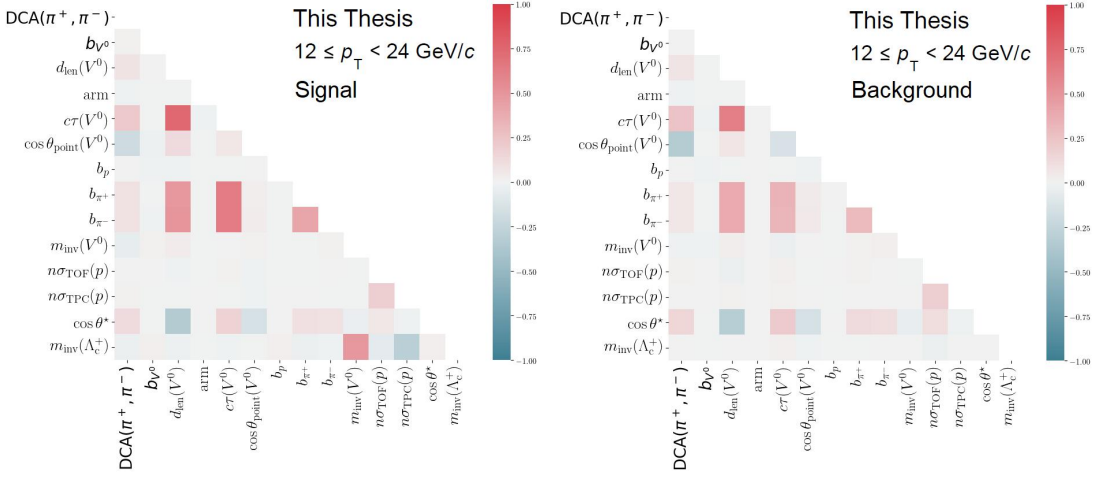 DCA(π⁺, π⁻)
b_V⁰
d_len(V⁰)
arm
cτ(V⁰)
cos θ_point(V⁰)
b_p
b_π⁺
b_π⁻
m_inv(V⁰)
nσ_TOF(p)
nσ_TPC(p)
cos θ*
m_inv(Λ_c⁺)
This Thesis
12 ≤ p_T < 24 GeV/c
Signal
1.00
0.75
0.50
0.25
0.00
−0.25
−0.50
−0.75
−1.00
DCA(π⁺, π⁻)
b_V⁰
d_len(V⁰)
arm
cτ(V⁰)
cos θ_point(V⁰)
b_p
b_π⁺
b_π⁻
m_inv(V⁰)
nσ_TOF(p)
nσ_TPC(p)
cos θ*
m_inv(Λ_c⁺)
DCA(π⁺, π⁻)
b_V⁰
d_len(V⁰)
arm
cτ(V⁰)
cos θ_point(V⁰)
b_p
b_π⁺
b_π⁻
m_inv(V⁰)
nσ_TOF(p)
nσ_TPC(p)
cos θ*
m_inv(Λ_c⁺)
This Thesis
12 ≤ p_T < 24 GeV/c
Background
1.00
0.75
0.50
0.25
0.00
−0.25
−0.50
−0.75
−1.00
DCA(π⁺, π⁻)
b_V⁰
d_len(V⁰)
arm
cτ(V⁰)
cos θ_point(V⁰)
b_p
b_π⁺
b_π⁻
m_inv(V⁰)
nσ_TOF(p)
nσ_TPC(p)
cos θ*
m_inv(Λ_c⁺)